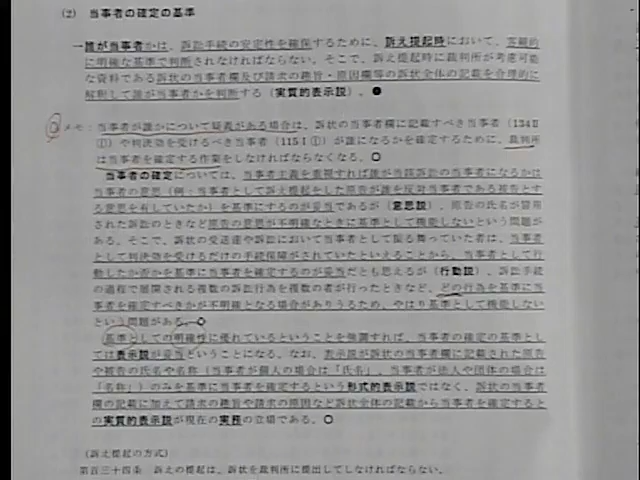 (2) 当事者の確定の基準
一誰が当事者かは、訴訟手続の安定性を確保するために、訴え提起時において、客観的
に明確な基準で判断されなければならない。そこで、訴え提起時に裁判所が考慮可能
な資料である訴状の当事者欄及び請求の趣旨・原因欄等の訴状全体の記載を合理的に
解釈して誰が当事者かを判断する(実質的表示説)。●
メモ:当事者が誰かについて疑義がある場合は、訴状の当事者欄に記載すべき当事者(134Ⅱ
①)や判決効を受けるべき当事者(115Ⅰ①)が誰になるかを確定するために、裁判所
は当事者を確定する作業をしなければならなくなる。○
当事者の確定については、当事者主義を重視すれば誰が当該訴訟の当事者になるかは
当事者の意思(例:当事者として訴え提起をした原告が誰を反対当事者である被告とす
る意思を有していたか)を基準にするのが妥当であるが(意思説)、原告の氏名が冒用
された訴訟のときなど原告の意思が不明確なときに基準として機能しないという問題が
ある。そこで、訴状の受送達や訴訟において当事者として振る舞っていた者は、当事者
として判決効を受けるだけの手続保障がされていたといえることから、当事者として行
動したか否かを基準に当事者を確定するのが妥当だとも思えるが(行動説)、訴訟手続
の過程で展開される複数の訴訟行為を複数の者が行ったときなど、どの行為を基準に当
事者を確定すべきかが不明確となる場合がありうるため、やはり基準として機能しない
という問題がある。○
基準としての明確性に優れているということを強調すれば、当事者の確定の基準とし
ては表示説が妥当ということになる。なお、表示説が訴状の当事者欄に記載された原告
や被告の氏名や名称(当事者が個人の場合は「氏名」、当事者が法人や団体の場合は
「名称」)のみを基準に当事者を確定するという形式的表示説ではなく、訴状の当事者
欄の記載に加えて請求の趣旨や請求の原因など訴状全体の記載から当事者を確定すると
の実質的表示説が現在の実務の立場である。○
(訴え提起の方式)
第百三十四条 訴えの提起は、訴状を裁判所に提出してしなければならない。